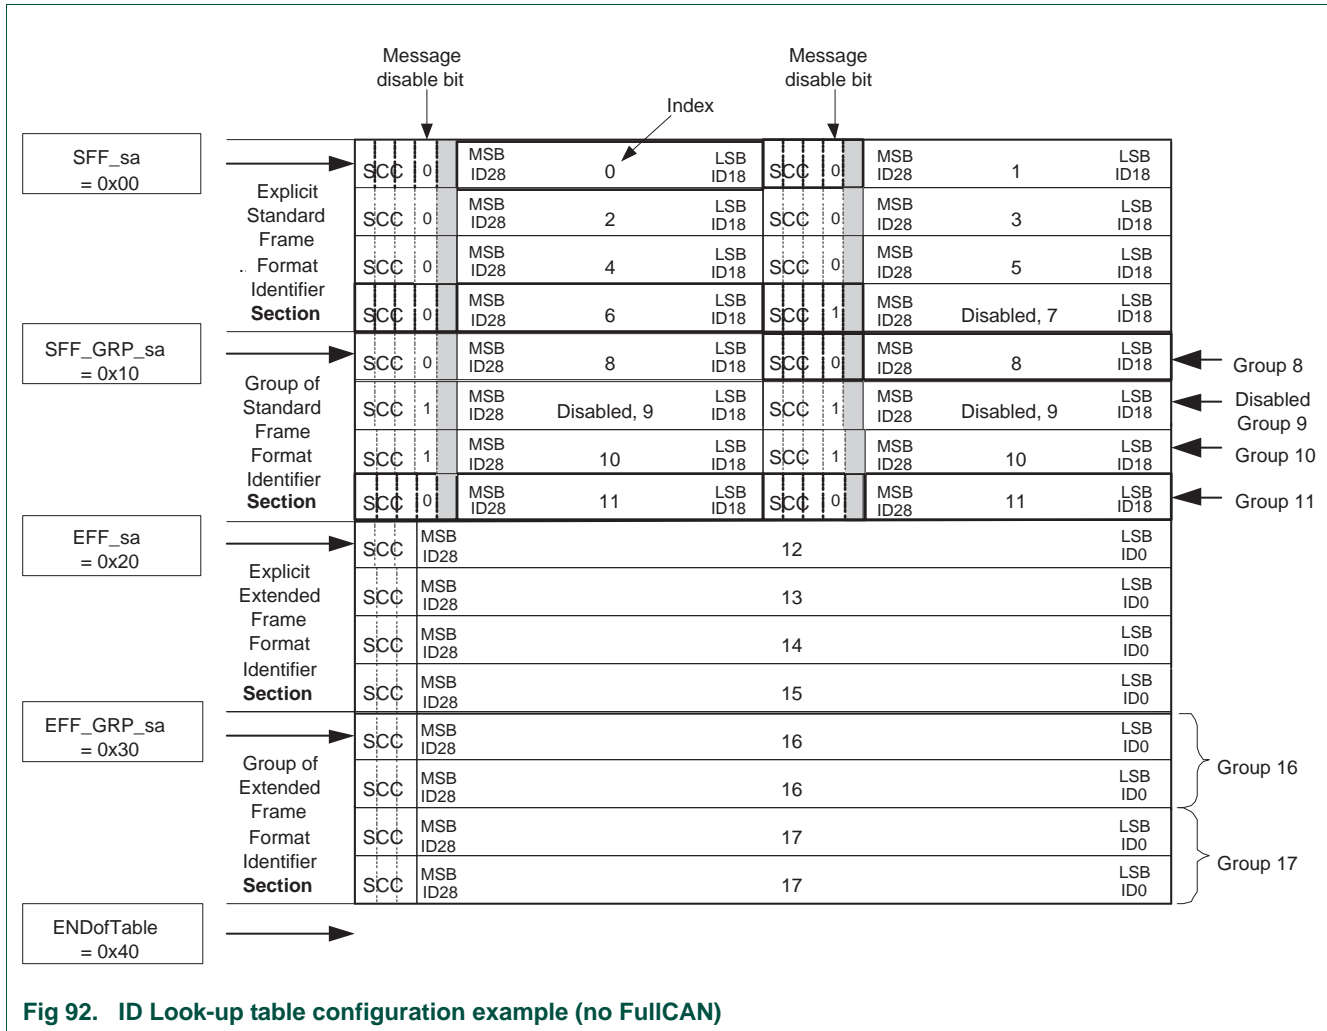 Message
disable bit
Message
disable bit
Index
SFF_sa
= 0x00
Explicit
Standard
Frame
.. Format
Identifier
Section
SCC 0 MSB ID28 0 LSB ID18 SCC 0 MSB ID28 1 LSB ID18
SCC 0 MSB ID28 2 LSB ID18 SCC 0 MSB ID28 3 LSB ID18
SCC 0 MSB ID28 4 LSB ID18 SCC 0 MSB ID28 5 LSB ID18
SCC 0 MSB ID28 6 LSB ID18 SCC 1 MSB ID28 Disabled, 7 LSB ID18
SFF_GRP_sa
= 0x10
Group of
Standard
Frame
Format
Identifier
Section
SCC 0 MSB ID28 8 LSB ID18 SCC 0 MSB ID28 8 LSB ID18 Group 8
SCC 1 MSB ID28 Disabled, 9 LSB ID18 SCC 1 MSB ID28 Disabled, 9 LSB ID18 Disabled Group 9
SCC 1 MSB ID28 10 LSB ID18 SCC 1 MSB ID28 10 LSB ID18 Group 10
SCC 0 MSB ID28 11 LSB ID18 SCC 0 MSB ID28 11 LSB ID18 Group 11
EFF_sa
= 0x20
Explicit
Extended
Frame
Format
Identifier
Section
SCC MSB ID28 12 LSB ID0
SCC MSB ID28 13 LSB ID0
SCC MSB ID28 14 LSB ID0
SCC MSB ID28 15 LSB ID0
EFF_GRP_sa
= 0x30
Group of
Extended
Frame
Format
Identifier
Section
SCC MSB ID28 16 LSB ID0
SCC MSB ID28 16 LSB ID0
Group 16
SCC MSB ID28 17 LSB ID0
SCC MSB ID28 17 LSB ID0
Group 17
ENDofTable
= 0x40
Fig 92. ID Look-up table configuration example (no FullCAN)